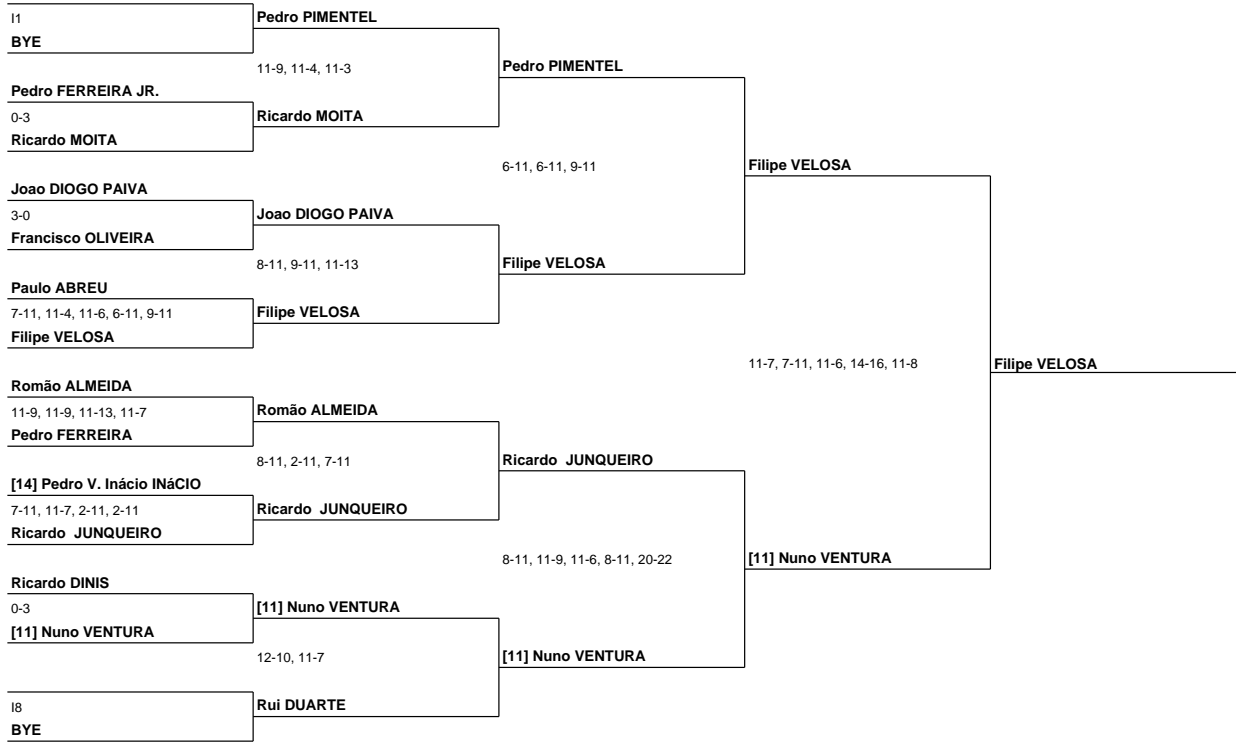 I1
BYE
Pedro FERREIRA JR.
0-3
Ricardo MOITA
Joao DIOGO PAIVA
3-0
Francisco OLIVEIRA
Paulo ABREU
7-11, 11-4, 11-6, 6-11, 9-11
Filipe VELOSA
Romão ALMEIDA
11-9, 11-9, 11-13, 11-7
Pedro FERREIRA
[14] Pedro V. Inácio INáCIO
7-11, 11-7, 2-11, 2-11
Ricardo  JUNQUEIRO
Ricardo DINIS
0-3
[11] Nuno VENTURA
I8
BYE
Pedro PIMENTEL
11-9, 11-4, 11-3
Ricardo MOITA
Joao DIOGO PAIVA
8-11, 9-11, 11-13
Filipe VELOSA
Romão ALMEIDA
8-11, 2-11, 7-11
Ricardo  JUNQUEIRO
[11] Nuno VENTURA
12-10, 11-7
Rui DUARTE
Pedro PIMENTEL
6-11, 6-11, 9-11
Filipe VELOSA
Ricardo  JUNQUEIRO
8-11, 11-9, 11-6, 8-11, 20-22
[11] Nuno VENTURA
Filipe VELOSA
11-7, 7-11, 11-6, 14-16, 11-8
[11] Nuno VENTURA
Filipe VELOSA